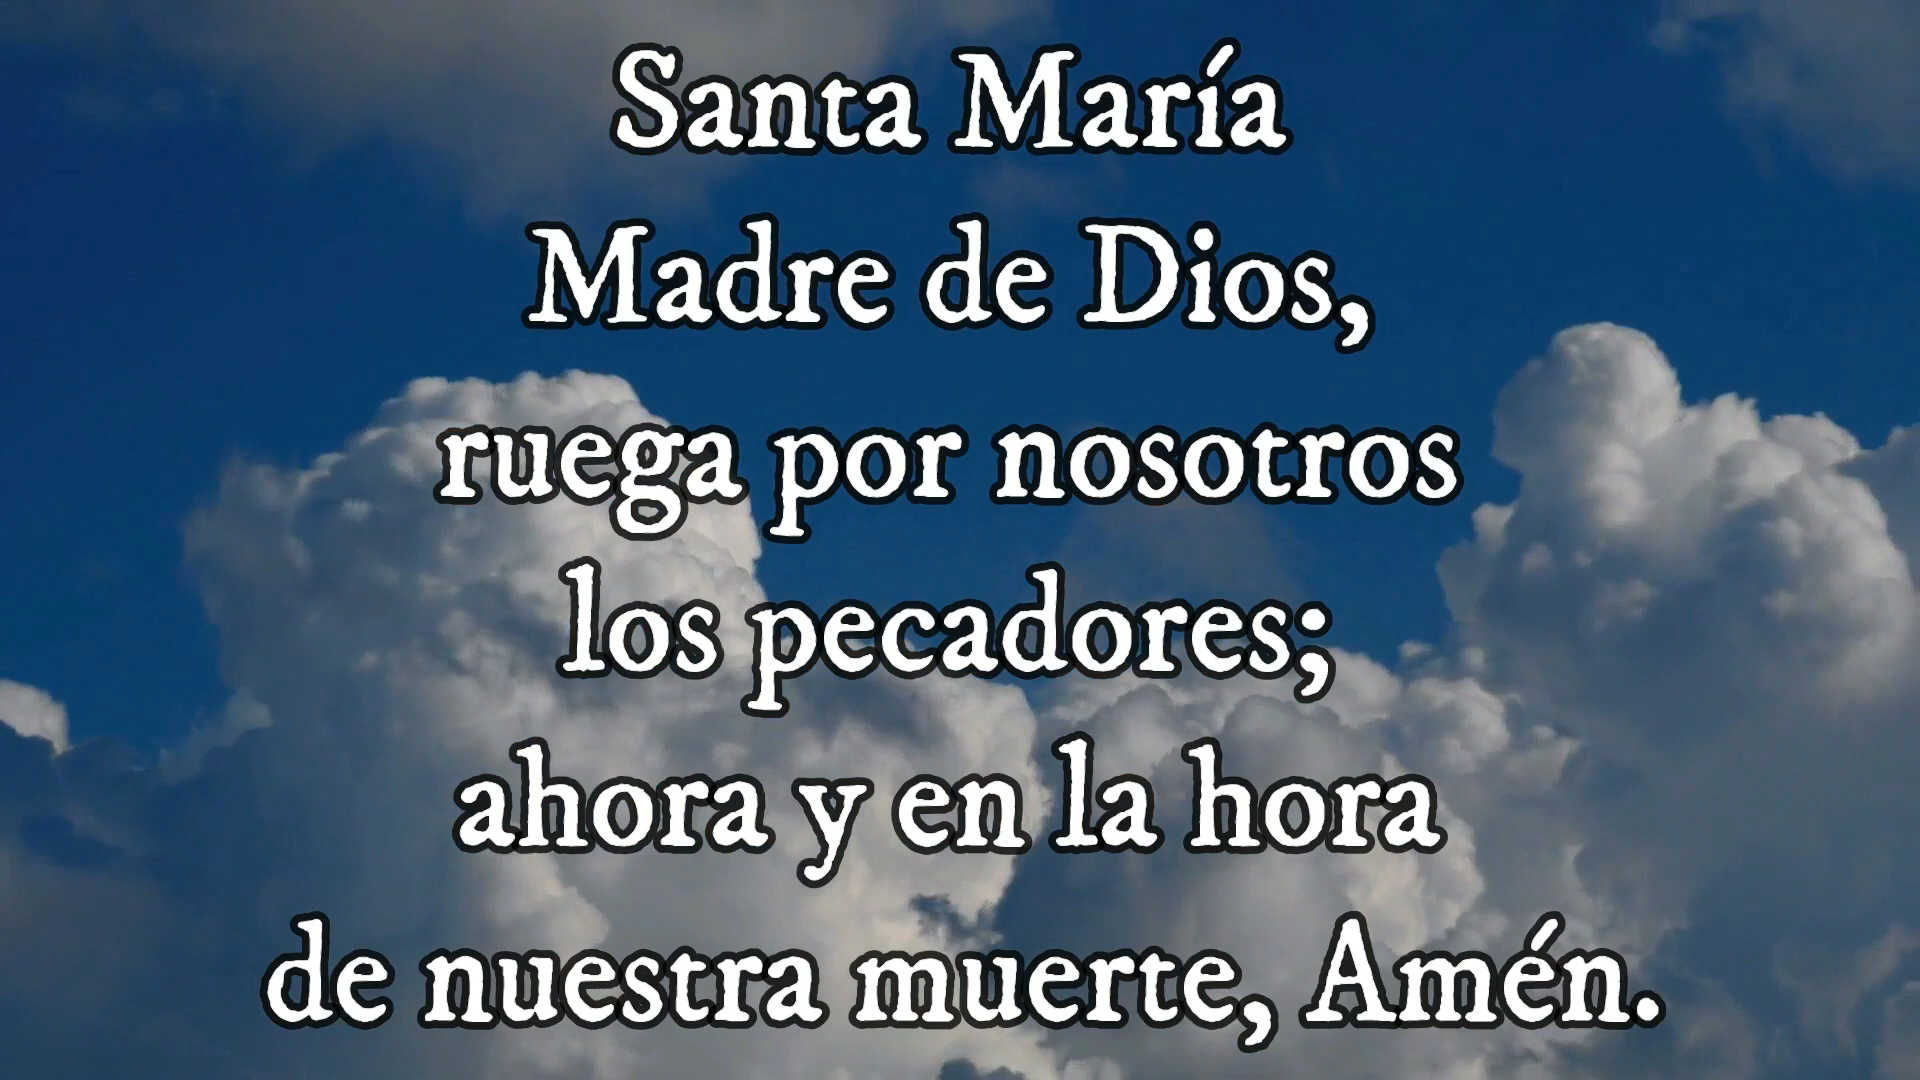 Santa María
Madre de Dios,
ruega por nosotros
los pecadores;
ahora y en la hora
de nuestra muerte, Amén.